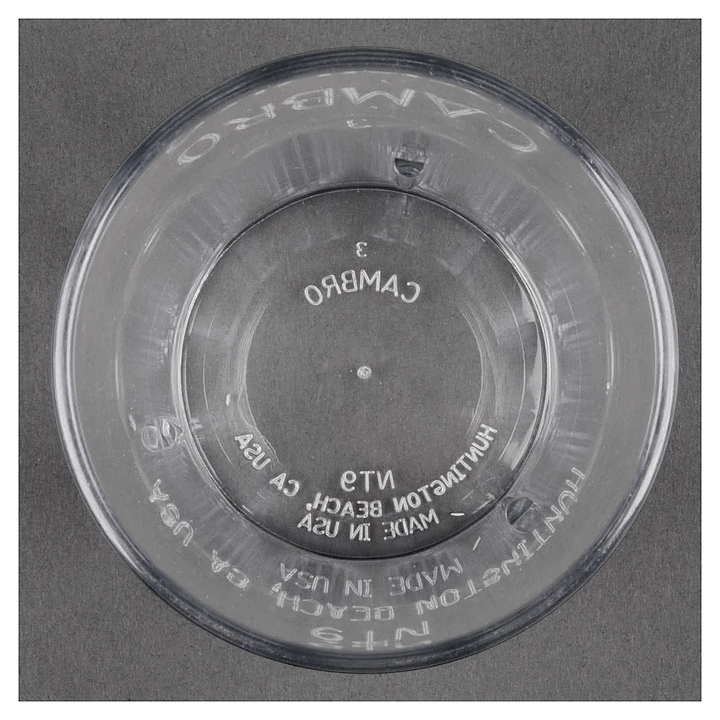 3
CAMBRO
NT9
HUNTINGTON BEACH, CA USA
MADE IN USA
CAMBRO
3
MADE IN USA
HUNTINGTON BEACH, CA USA
NT9